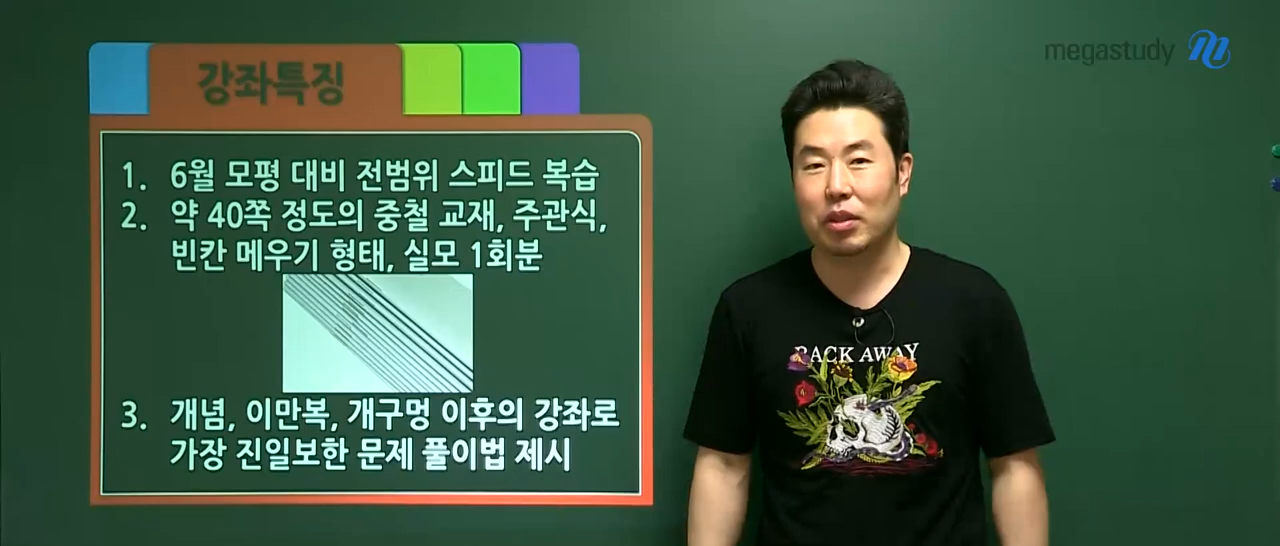 megastudy
강좌특징
1. 6월 모평 대비 전범위 스피드 복습
2. 약 40쪽 정도의 중철 교재, 주관식,
빈칸 메우기 형태, 실모 1회분
3. 개념, 이만복, 개구멍 이후의 강좌로
가장 진일보한 문제 풀이법 제시
BACK AWAY